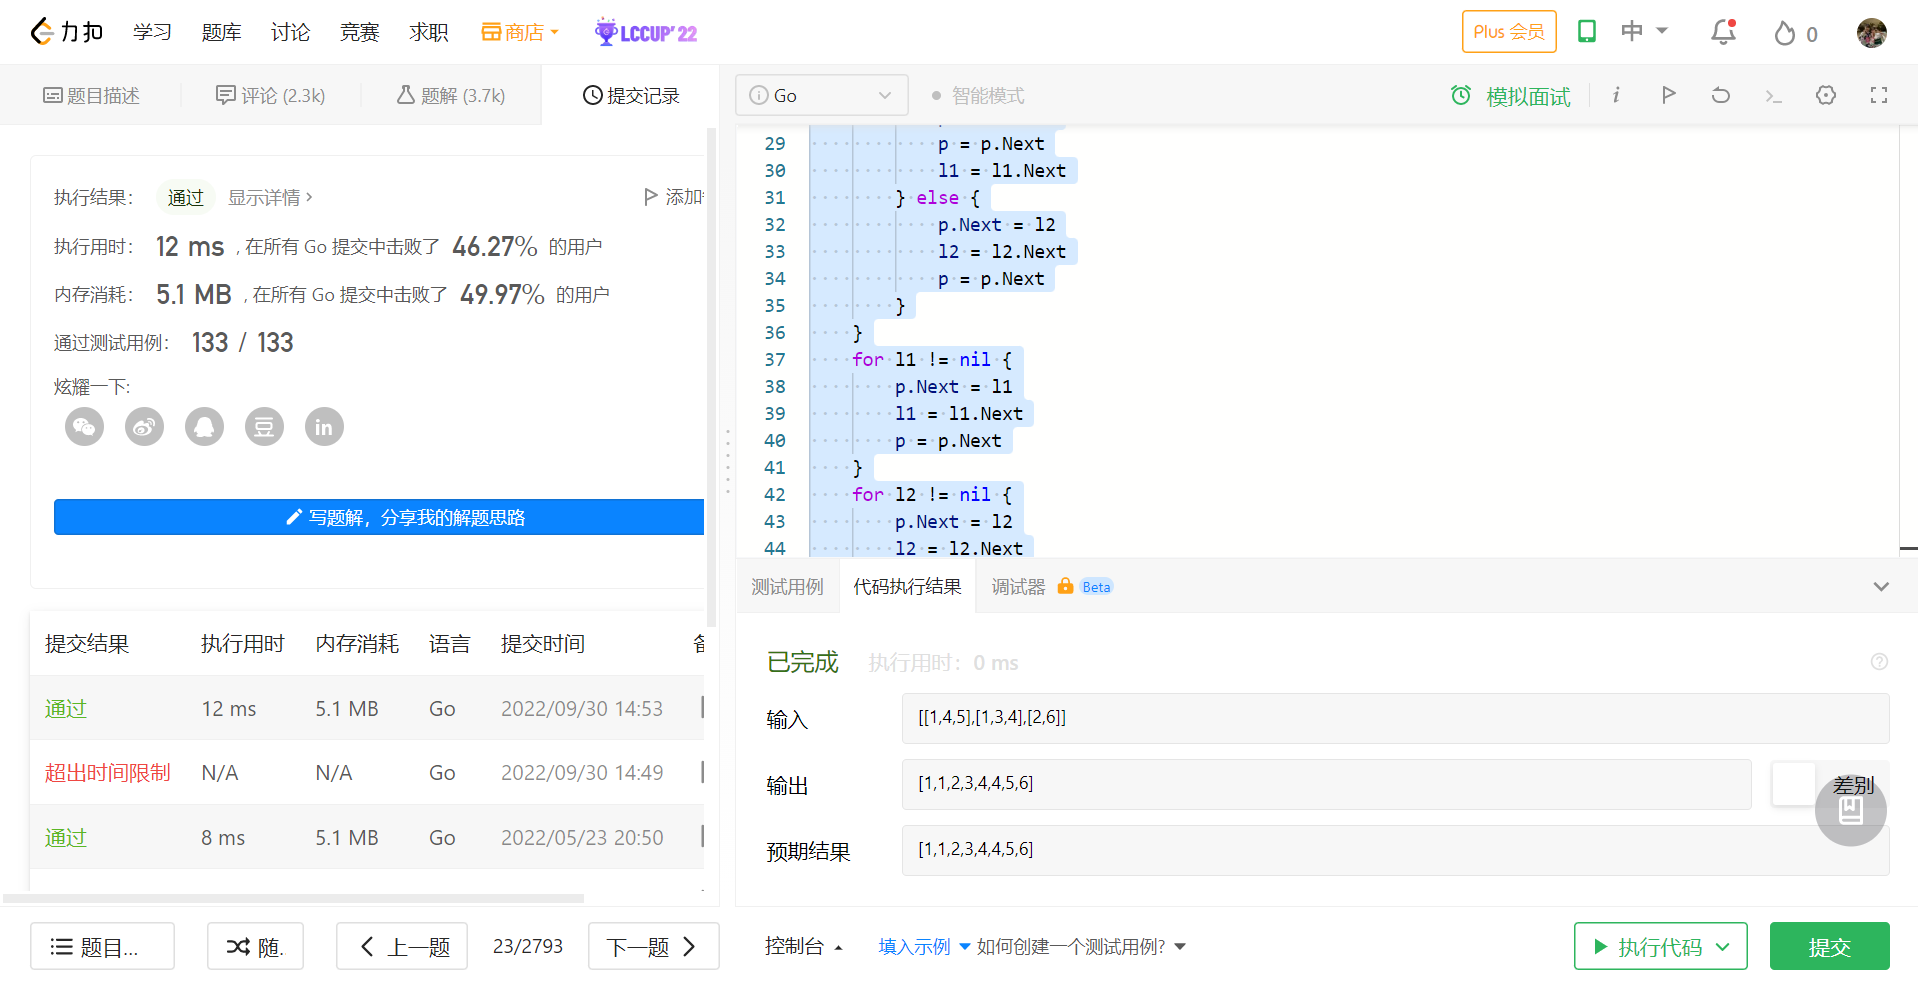 力扣 学习 题库 讨论 竞赛 求职 商店 LCCUP'22 Plus 会员 中 0
题目描述 评论 (2.3k) 题解 (3.7k) 提交记录
Go 智能模式 模拟面试 i
执行结果： 通过 显示详情 添加
执行用时： 12 ms , 在所有 Go 提交中击败了 46.27% 的用户
内存消耗： 5.1 MB , 在所有 Go 提交中击败了 49.97% 的用户
通过测试用例： 133 / 133
炫耀一下:
豆 in
写题解，分享我的解题思路
提交结果 执行用时 内存消耗 语言 提交时间
通过 12 ms 5.1 MB Go 2022/09/30 14:53
超出时间限制 N/A N/A Go 2022/09/30 14:49
通过 8 ms 5.1 MB Go 2022/05/23 20:50
题目... 随. 上一题 23/2793 下一题
29 p = p.Next
30 l1 = l1.Next
31 } else {
32 p.Next = l2
33 l2 = l2.Next
34 p = p.Next
35 }
36 }
37 for l1 != nil {
38 p.Next = l1
39 l1 = l1.Next
40 p = p.Next
41 }
42 for l2 != nil {
43 p.Next = l2
44 l2 = l2.Next
测试用例 代码执行结果 调试器 Beta
已完成 执行用时：0 ms
输入 [[1,4,5],[1,3,4],[2,6]]
输出 [1,1,2,3,4,4,5,6] 差别
预期结果 [1,1,2,3,4,4,5,6]
控制台 填入示例 如何创建一个测试用例? 执行代码 提交